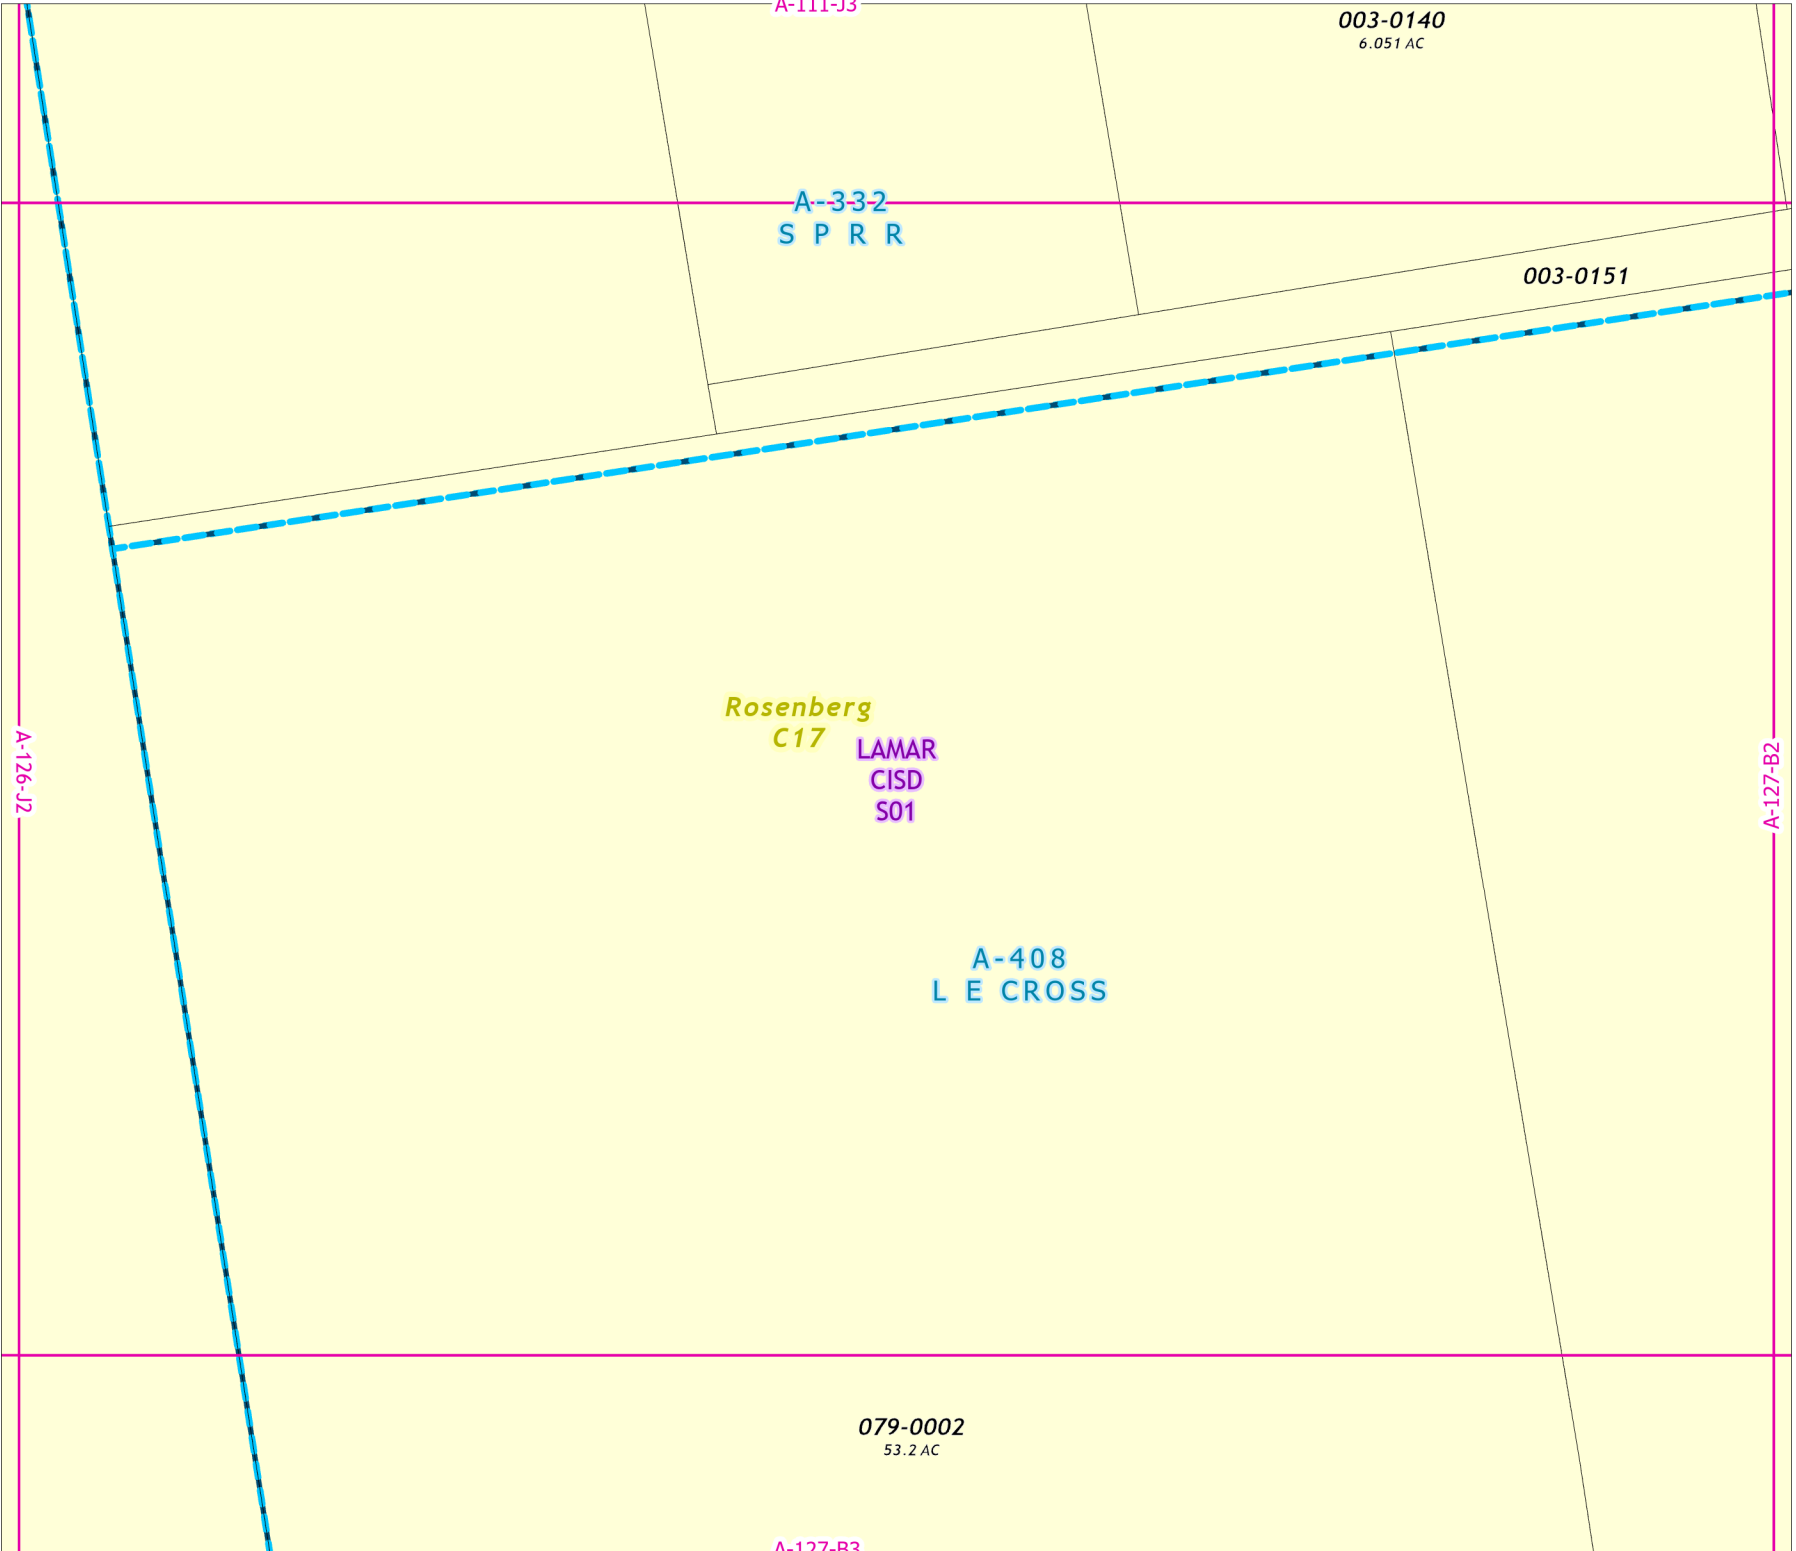 A-111-J3
003-0140
6.051 AC
A-332
S P R R
003-0151
Rosenberg
C17
LAMAR
CISD
S01
A-126-J2
A-127-B2
A-408
L E CROSS
079-0002
53.2 AC
A-127-B3